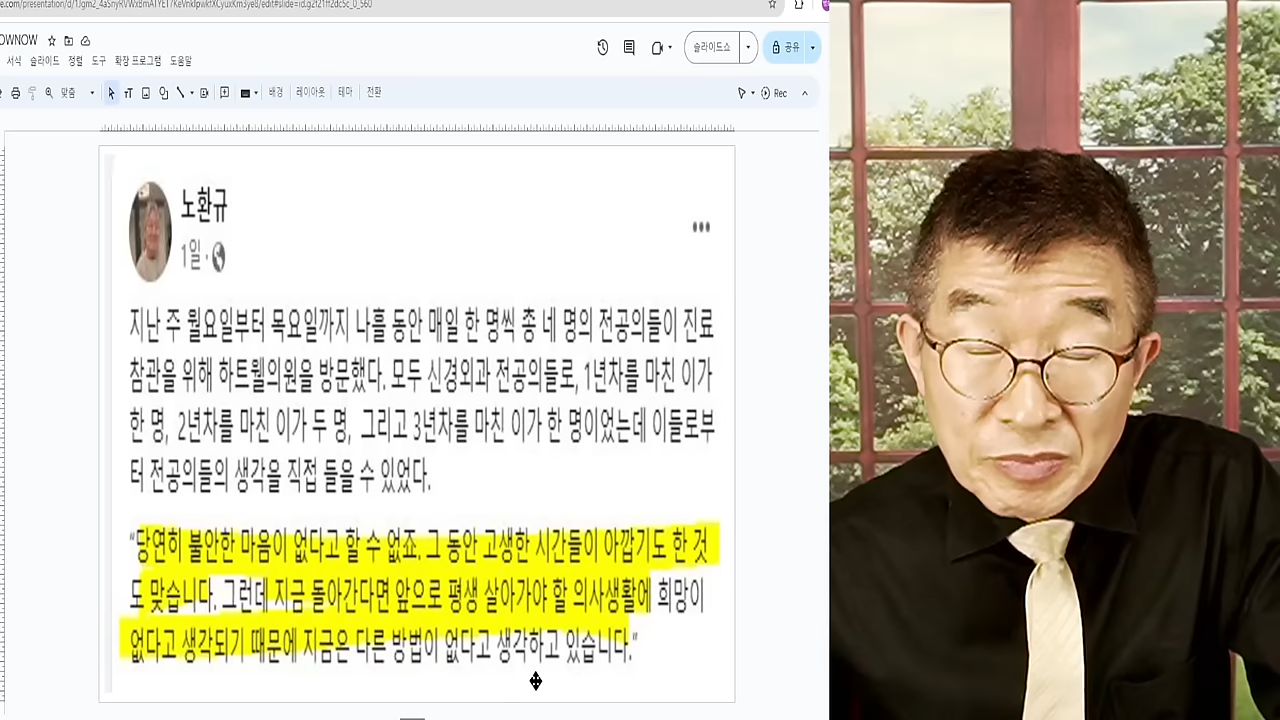 OWNOW
슬라이드쇼
공유
서식 슬라이드 정렬 도구 확장 프로그램 도움말
맞춤 배경 레이아웃 테마 전환 Rec
노환규
1일
지난 주 월요일부터 목요일까지 나흘 동안 매일 한 명씩 총 네 명의 전공의들이 진료
참관을 위해 하트웰의원을 방문했다. 모두 신경외과 전공의들로, 1년차를 마친 이가
한 명, 2년차를 마친 이가 두 명, 그리고 3년차를 마친 이가 한 명이었는데 이들로부
터 전공의들의 생각을 직접 들을 수 있었다.
“당연히 불안한 마음이 없다고 할 수 없죠. 그 동안 고생한 시간들이 아깝기도 한 것
도 맞습니다. 그런데 지금 돌아간다면 앞으로 평생 살아가야 할 의사생활에 희망이
없다고 생각되기 때문에 지금은 다른 방법이 없다고 생각하고 있습니다.”